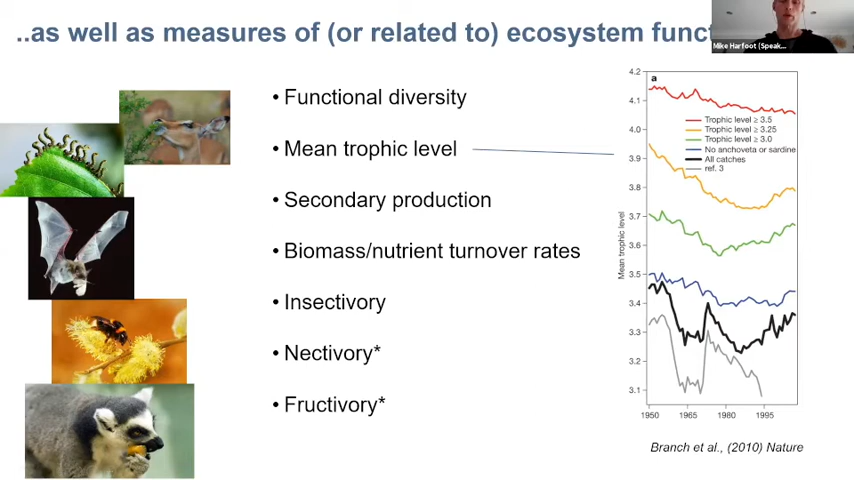 ..as well as measures of (or related to) ecosystem funct
Mike Harfoot (Speak...
• Functional diversity
• Mean trophic level
• Secondary production
• Biomass/nutrient turnover rates
• Insectivory
• Nectivory*
• Fructivory*
a
4.2
4.1
4.0
3.9
3.8
3.7
3.6
3.5
3.4
3.3
3.2
3.1
Mean trophic level
Trophic level ≥ 3.5
Trophic level ≥ 3.25
Trophic level ≥ 3.0
No anchoveta or sardine
All catches
ref. 3
1950 1965 1980 1995
Branch et al., (2010) Nature